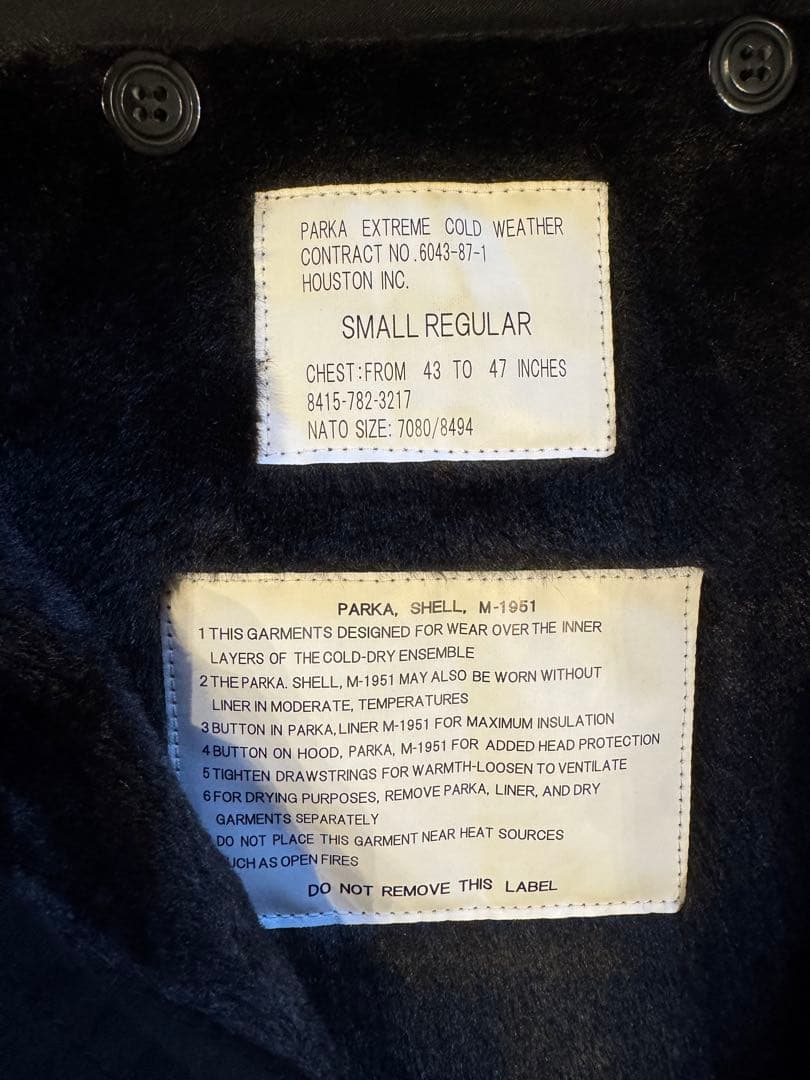 PARKA EXTREME COLD WEATHER
CONTRACT NO.6043-87-1
HOUSTON INC.
SMALL REGULAR
CHEST:FROM 43 TO 47 INCHES
8415-782-3217
NATO SIZE: 7080/8494
PARKA, SHELL, M-1951
1 THIS GARMENTS DESIGNED FOR WEAR OVER THE INNER
LAYERS OF THE COLD-DRY ENSEMBLE
2 THE PARKA. SHELL, M-1951 MAY ALSO BE WORN WITHOUT
LINER IN MODERATE, TEMPERATURES
3 BUTTON IN PARKA, LINER M-1951 FOR MAXIMUM INSULATION
4 BUTTON ON HOOD, PARKA, M-1951 FOR ADDED HEAD PROTECTION
5 TIGHTEN DRAWSTRINGS FOR WARMTH-LOOSEN TO VENTILATE
6 FOR DRYING PURPOSES, REMOVE PARKA, LINER, AND DRY
GARMENTS SEPARATELY
DO NOT PLACE THIS GARMENT NEAR HEAT SOURCES
UCH AS OPEN FIRES
DO NOT REMOVE THIS LABEL